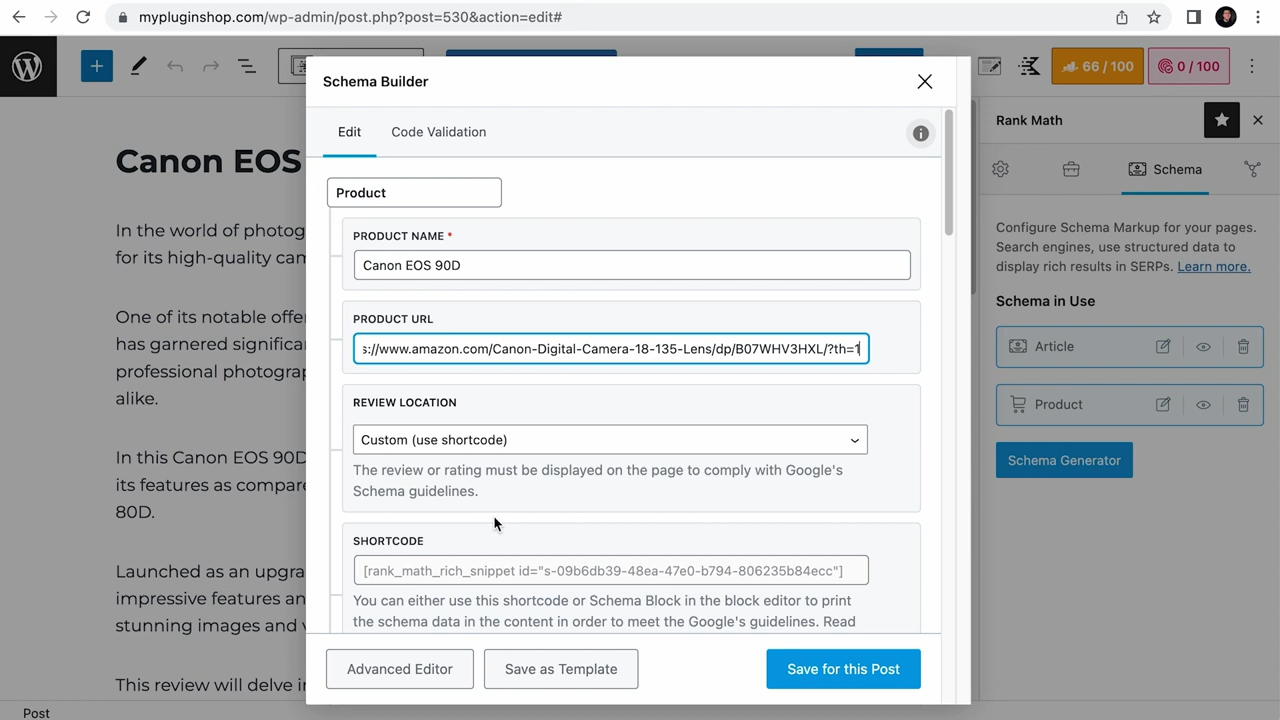 mypluginshop.com/wp-admin/post.php?post=530&action=edit#
66 / 100
0 / 100
Schema Builder
Edit
Code Validation
Product
PRODUCT NAME *
Canon EOS 90D
PRODUCT URL
s://www.amazon.com/Canon-Digital-Camera-18-135-Lens/dp/B07WHV3HXL/?th=1
REVIEW LOCATION
Custom (use shortcode)
The review or rating must be displayed on the page to comply with Google's
Schema guidelines.
SHORTCODE
[rank_math_rich_snippet id="s-09b6db39-48ea-47e0-b794-806235b84ecc"]
You can either use this shortcode or Schema Block in the block editor to print
the schema data in the content in order to meet the Google's guidelines. Read
Advanced Editor
Save as Template
Save for this Post
Canon EOS
In the world of photog
for its high-quality cam
One of its notable offe
has garnered significa
professional photograp
alike.
In this Canon EOS 90D
its features as compare
80D.
Launched as an upgra
impressive features an
stunning images and v
This review will delve i
Post
Rank Math
Schema
Configure Schema Markup for your pages.
Search engines, use structured data to
display rich results in SERPs. Learn more.
Schema in Use
Article
Product
Schema Generator